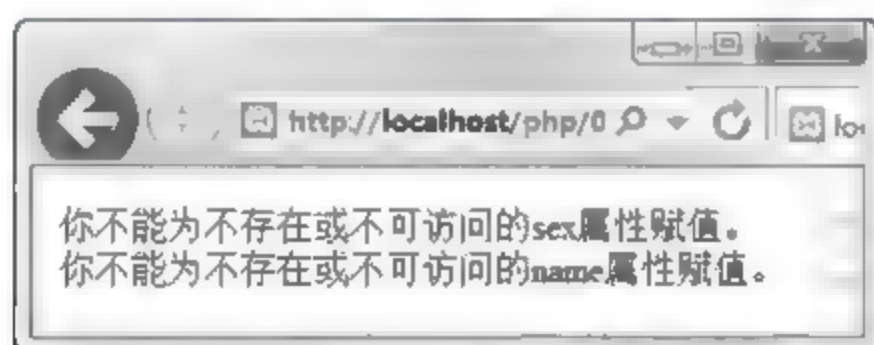 http://localhost/php/0
lo
你不能为不存在或不可访问的sex属性赋值。
你不能为不存在或不可访问的name属性赋值。